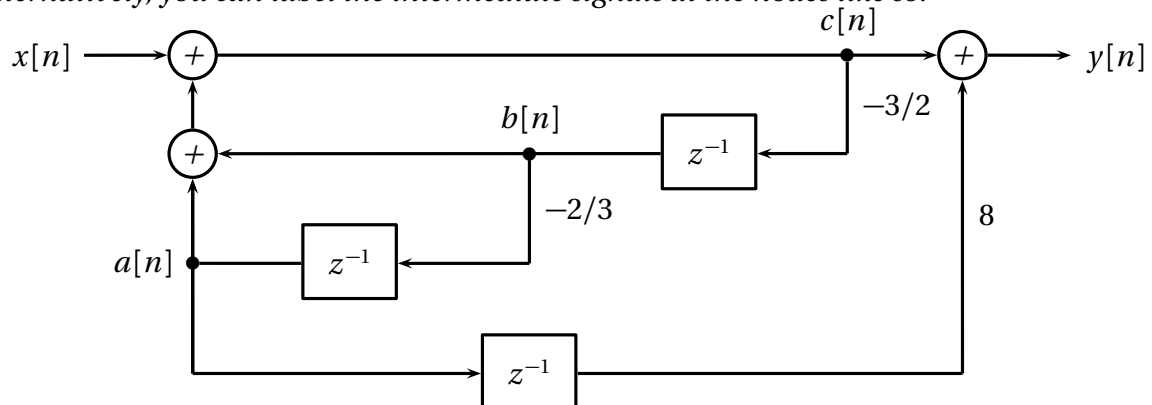 you can label the intermediate signals at the nodes like so:
c[n]
x[n] + + y[n]
−3/2
b[n]
+ z⁻¹
−2/3
8
a[n] z⁻¹
z⁻¹